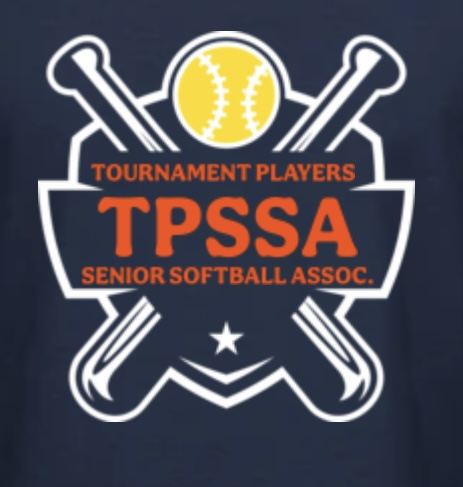 TOURNAMENT PLAYERS
TPSSA
SENIOR SOFTBALL ASSOC.